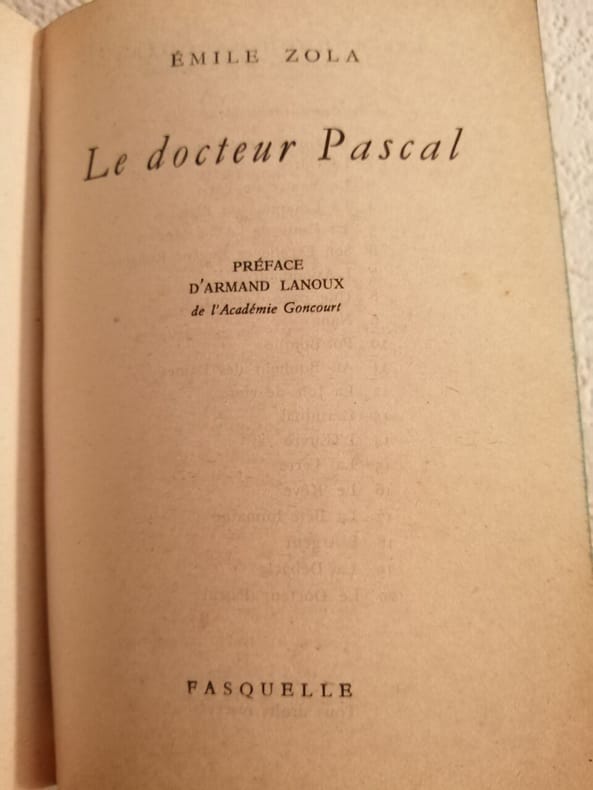 ÉMILE ZOLA
Le docteur Pascal
PRÉFACE
D'ARMAND LANOUX
de l'Académie Goncourt
FASQUELLE